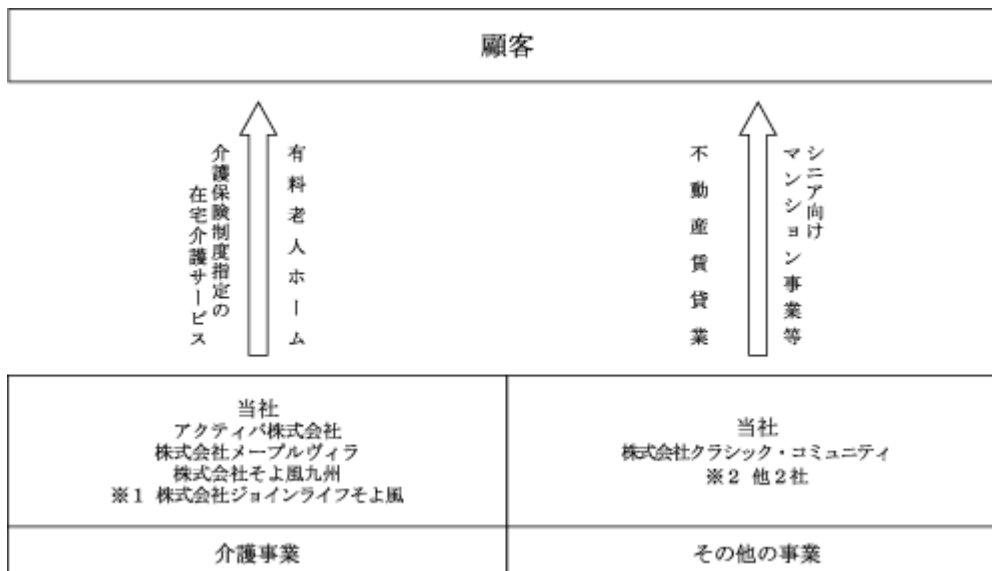 顧客
介護保険制度指定の
在宅介護サービス
有料老人ホーム
不動産賃貸業
シニア向け
マンション事業等
当社
アクティバ株式会社
株式会社メープルヴィラ
株式会社そよ風九州
※1 株式会社ジョインライフそよ風
当社
株式会社クラシック・コミュニティ
※2 他2社
介護事業
その他の事業